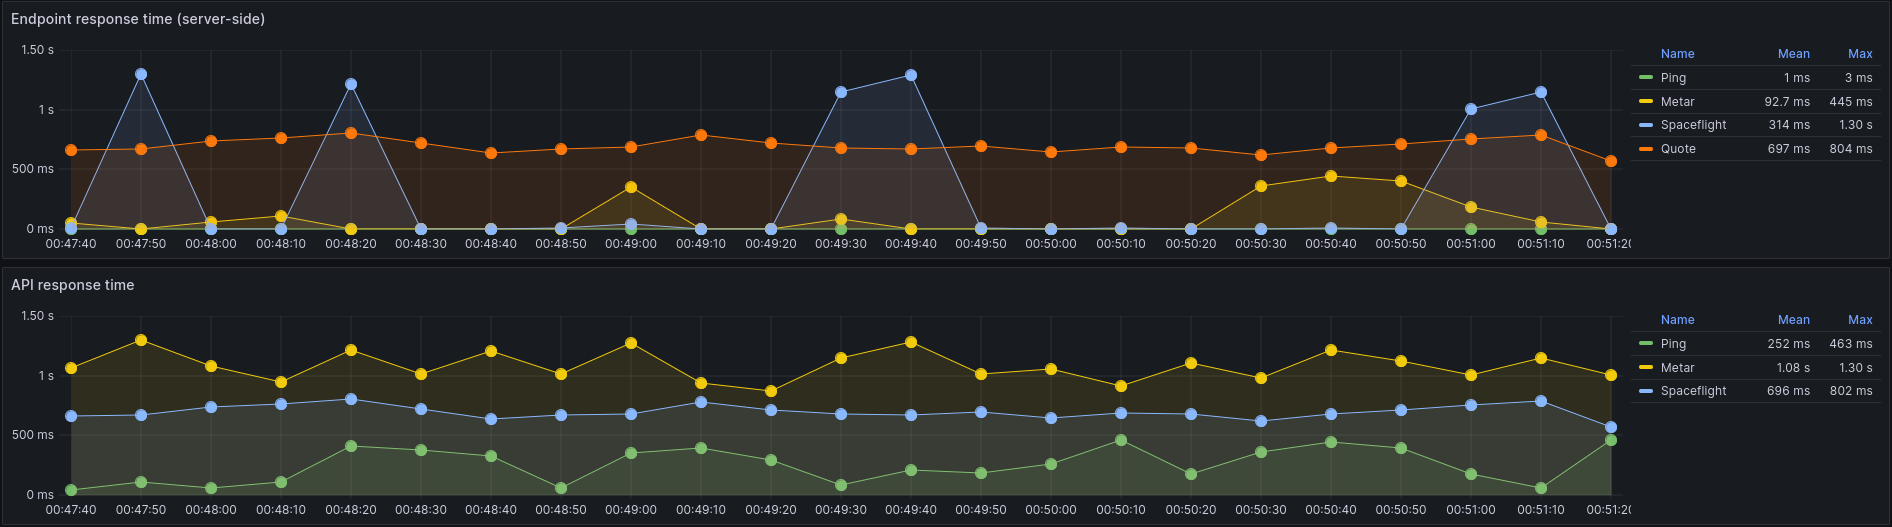 Endpoint response time (server-side)
1.50 s
1 s
500 ms
0 ms
00:47:40 00:47:50 00:48:00 00:48:10 00:48:20 00:48:30 00:48:40 00:48:50 00:49:00 00:49:10 00:49:20 00:49:30 00:49:40 00:49:50 00:50:00 00:50:10 00:50:20 00:50:30 00:50:40 00:50:50 00:51:00 00:51:10 00:51:20
Name Mean Max
Ping 1 ms 3 ms
Metar 92.7 ms 445 ms
Spaceflight 314 ms 1.30 s
Quote 697 ms 804 ms
API response time
1.50 s
1 s
500 ms
0 ms
00:47:40 00:47:50 00:48:00 00:48:10 00:48:20 00:48:30 00:48:40 00:48:50 00:49:00 00:49:10 00:49:20 00:49:30 00:49:40 00:49:50 00:50:00 00:50:10 00:50:20 00:50:30 00:50:40 00:50:50 00:51:00 00:51:10 00:51:20
Name Mean Max
Ping 252 ms 463 ms
Metar 1.08 s 1.30 s
Spaceflight 696 ms 802 ms